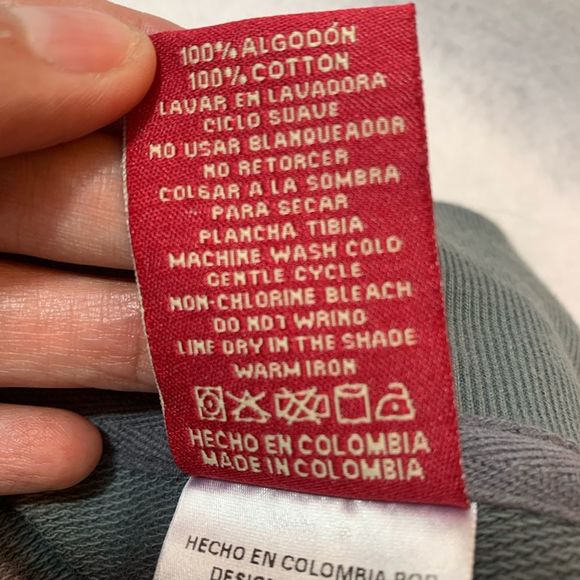 100% ALGODÓN
100% COTTON
LAVAR EN LAVADORA
CICLO SUAVE
NO USAR BLANQUEADOR
NO RETORCER
COLGAR A LA SOMBRA
PARA SECAR
PLANCHA TIBIA
MACHINE WASH COLD
GENTLE CYCLE
NON-CHLORINE BLEACH
DO NOT WRING
LINE DRY IN THE SHADE
WARM IRON
HECHO EN COLOMBIA
MADE IN COLOMBIA
HECHO EN COLOMBIA POR